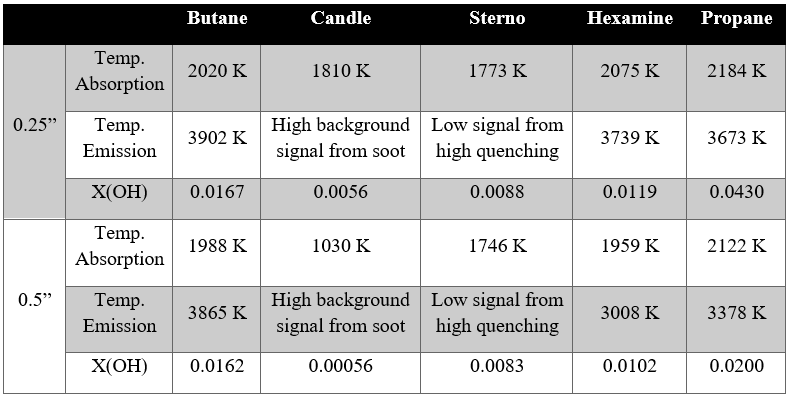 Butane Candle Sterno Hexamine Propane
0.25”
Temp.
Absorption
2020 K 1810 K 1773 K 2075 K 2184 K
Temp.
Emission
3902 K
High background
signal from soot
Low signal from
high quenching
3739 K 3673 K
X(OH) 0.0167 0.0056 0.0088 0.0119 0.0430
0.5”
Temp.
Absorption
1988 K 1030 K 1746 K 1959 K 2122 K
Temp.
Emission
3865 K
High background
signal from soot
Low signal from
high quenching
3008 K 3378 K
X(OH) 0.0162 0.00056 0.0083 0.0102 0.0200